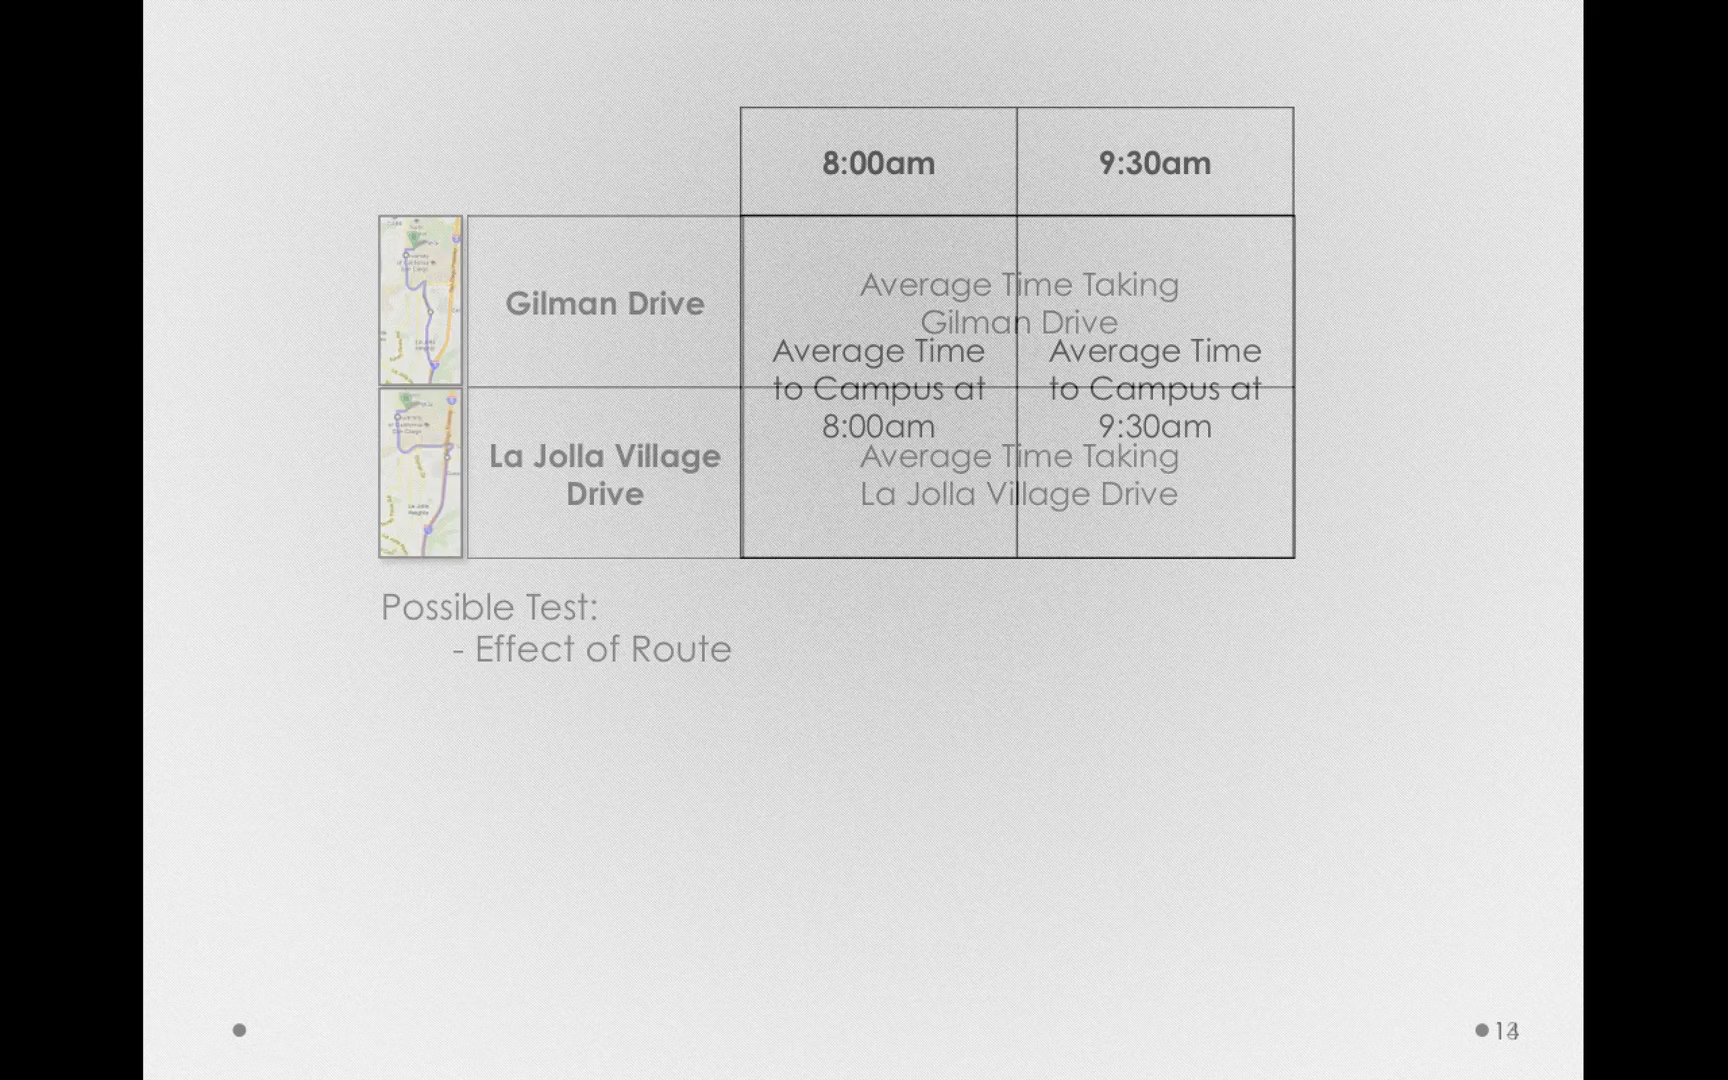 8:00am
9:30am
Gilman Drive
Average Time Taking
Gilman Drive
Average Time
to Campus at
8:00am
Average Time
to Campus at
9:30am
La Jolla Village
Drive
Average Time Taking
La Jolla Village Drive
Possible Test:
- Effect of Route